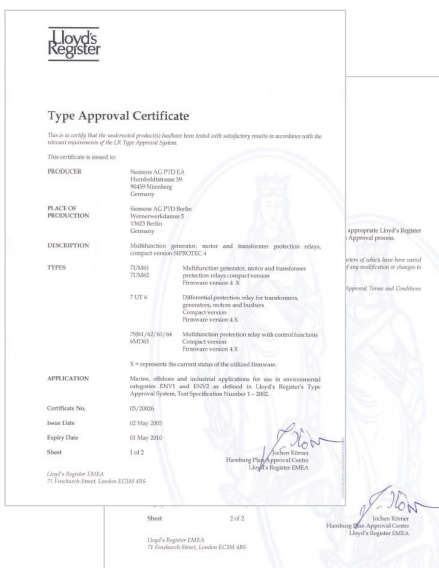 Lloyd's
Register
Type Approval Certificate
This is to certify that the undernoted product(s) has/have been tested with satisfactory results in accordance with the
relevant requirements of the LR Type Approval System.
This certificate is issued to:
PRODUCER Siemens AG PTD EA
Humboldtstrasse 59
90459 Nürnberg
Germany
PLACE OF PRODUCTION Siemens AG PTD Berlin
Wernerwerkdamm 5
13623 Berlin
Germany
DESCRIPTION Multifunction generator, motor and transformer protection relays,
compact version SIPROTEC 4
TYPES 7UM61 Multifunction generator, motor and transformer
7UM62 protection relays compact version
Firmware version 4. X
7 UT 6 Differential protection relay for transformers,
generators, motors and busbars
Compact version
Firmware version 4.X
7SJ61/62/63/64 Multifunction protection relay with control functions
6MD63 Compact version
Firmware version 4.X
X = represents the current status of the utilized firmware.
APPLICATION Marine, offshore and industrial applications for use in environmental
categories ENV1 and ENV2 as defined in Lloyd's Register's Type
Approval System, Test Specification Number 1 – 2002.
Certificate No. 05/20026
Issue Date 02 May 2005
Expiry Date 01 May 2010
Sheet 1 of 2
Jochen Körner
Hamburg Plan Approval Centre
Lloyd's Register EMEA
Lloyd's Register EMEA
71 Fenchurch Street, London EC3M 4BS
appropriate Lloyd's Register
Approval process.
of which have been varied
f any modification or changes to
Approval Terms and Conditions
Sheet 2 of 2
Jochen Körner
Hamburg Plan Approval Centre
Lloyd's Register EMEA
Lloyd's Register EMEA
71 Fenchurch Street, London EC3M 4BS